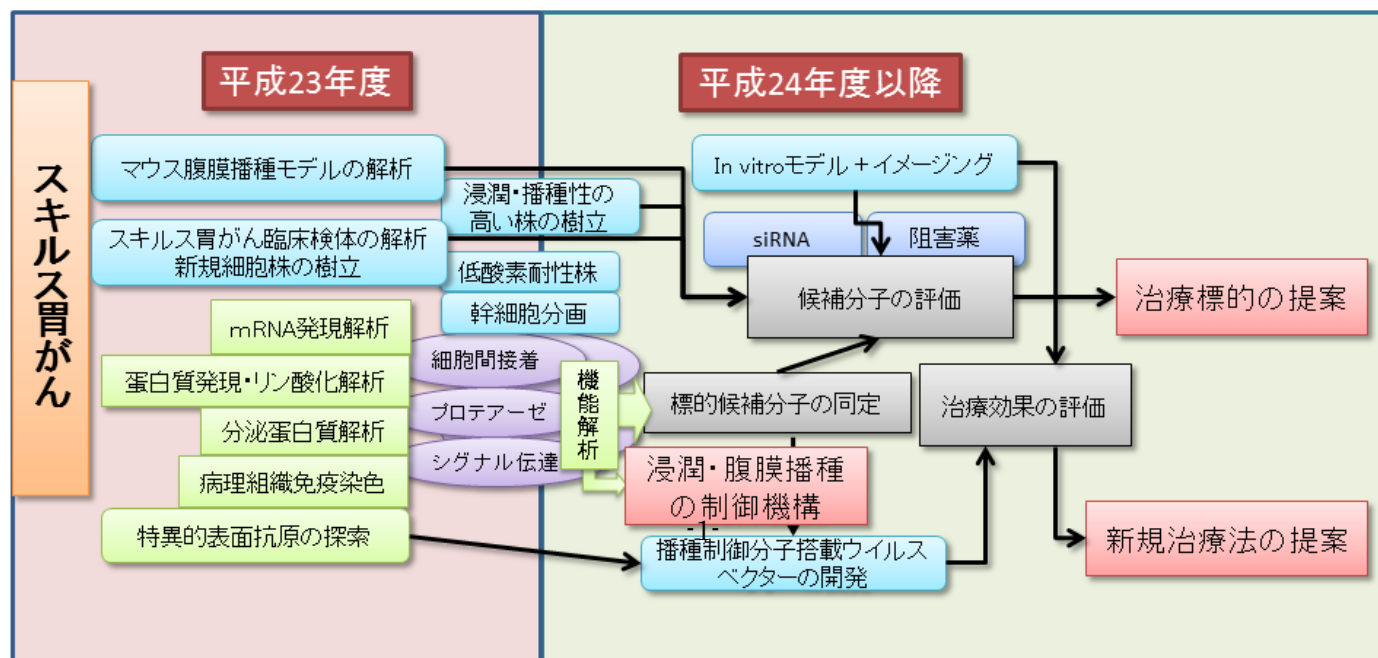 平成23年度
平成24年度以降
スキルス胃がん
マウス腹膜播種モデルの解析
浸潤・播種性の
高い株の樹立
スキルス胃がん臨床検体の解析
新規細胞株の樹立
低酸素耐性株
幹細胞分画
mRNA発現解析
蛋白質発現・リン酸化解析
分泌蛋白質解析
病理組織免疫染色
特異的表面抗原の探索
細胞間接着
プロテアーゼ
シグナル伝達
機能解析
In vitroモデル+イメージング
siRNA
阻害薬
候補分子の評価
治療標的の提案
標的候補分子の同定
治療効果の評価
浸潤・腹膜播種
の制御機構
-1-
播種制御分子搭載ウイルス
ベクターの開発
新規治療法の提案